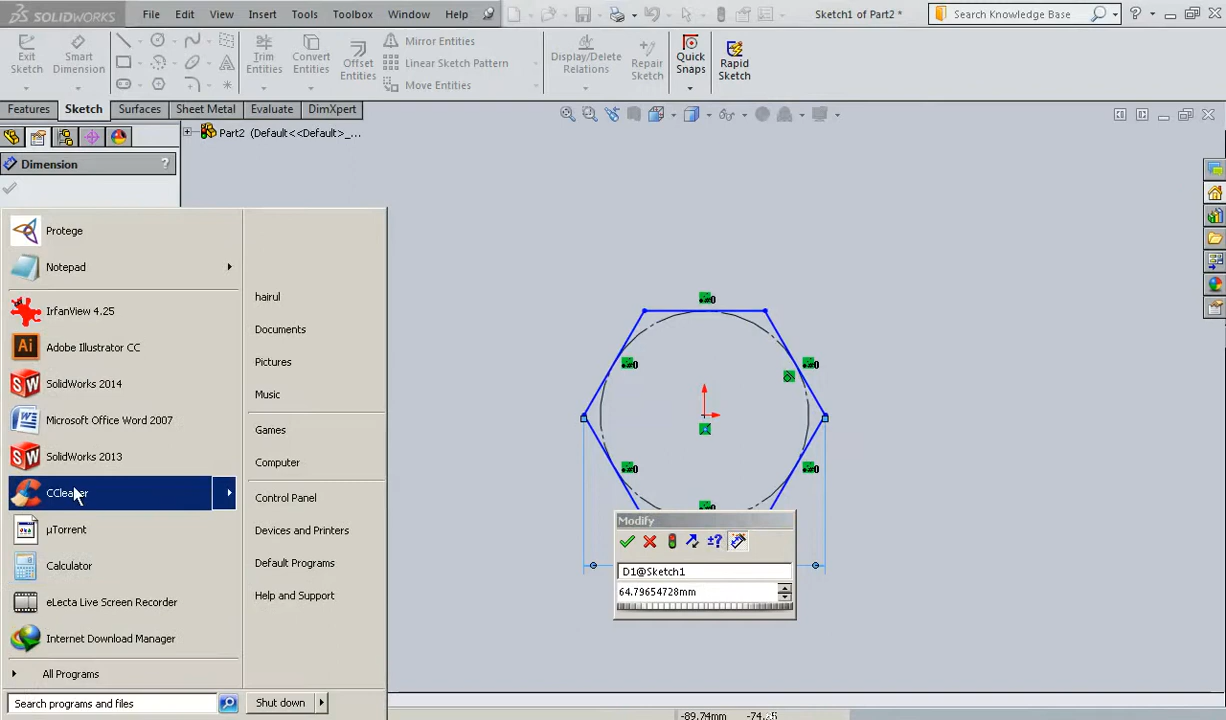 SOLIDWORKS
File
Edit
View
Insert
Tools
Toolbox
Window
Help
Sketch1 of Part2 *
Search Knowledge Base
Exit
Sketch
Smart
Dimension
Trim
Entities
Convert
Entities
Offset
Entities
Mirror Entities
Linear Sketch Pattern
Move Entities
Display/Delete
Relations
Repair
Sketch
Quick
Snaps
Rapid
Sketch
Features
Sketch
Surfaces
Sheet Metal
Evaluate
DimXpert
Part2 (Default<<Default>_...
Dimension
?
Protege
Notepad
IrfanView 4.25
Adobe Illustrator CC
SolidWorks 2014
Microsoft Office Word 2007
SolidWorks 2013
CCleaner
µTorrent
Calculator
eLecta Live Screen Recorder
Internet Download Manager
All Programs
Search programs and files
hairul
Documents
Pictures
Music
Games
Computer
Control Panel
Devices and Printers
Default Programs
Help and Support
Shut down
Modify
D1@Sketch1
64.79654728mm
-89.74mm